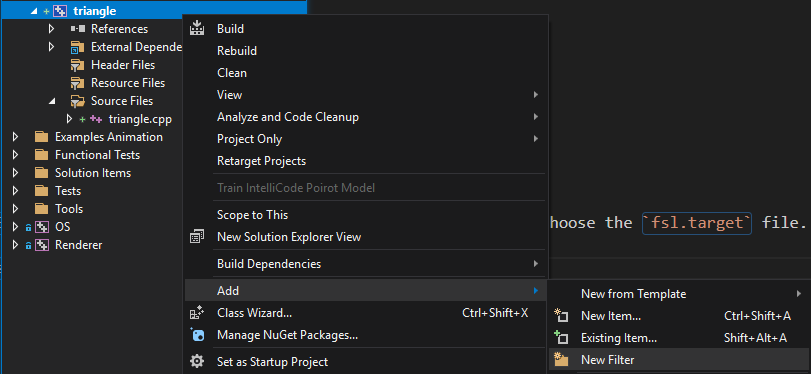 triangle
References
External Depende
Header Files
Resource Files
Source Files
triangle.cpp
Examples Animation
Functional Tests
Solution Items
Tests
Tools
OS
Renderer
Build
Rebuild
Clean
View
Analyze and Code Cleanup
Project Only
Retarget Projects
Train IntelliCode Poirot Model
Scope to This
New Solution Explorer View
Build Dependencies
Add
Class Wizard... Ctrl+Shift+X
Manage NuGet Packages...
Set as Startup Project
hoose the `fsl.target` file.
New from Template
New Item... Ctrl+Shift+A
Existing Item... Shift+Alt+A
New Filter